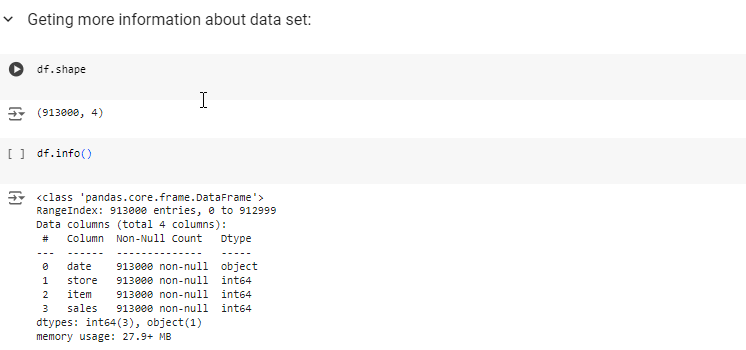 Geting more information about data set:
df.shape
(913000, 4)
[ ] df.info()
<class 'pandas.core.frame.DataFrame'>
RangeIndex: 913000 entries, 0 to 912999
Data columns (total 4 columns):
 #   Column  Non-Null Count   Dtype
---  ------  --------------   -----
 0   date    913000 non-null  object
 1   store   913000 non-null  int64
 2   item    913000 non-null  int64
 3   sales   913000 non-null  int64
dtypes: int64(3), object(1)
memory usage: 27.9+ MB